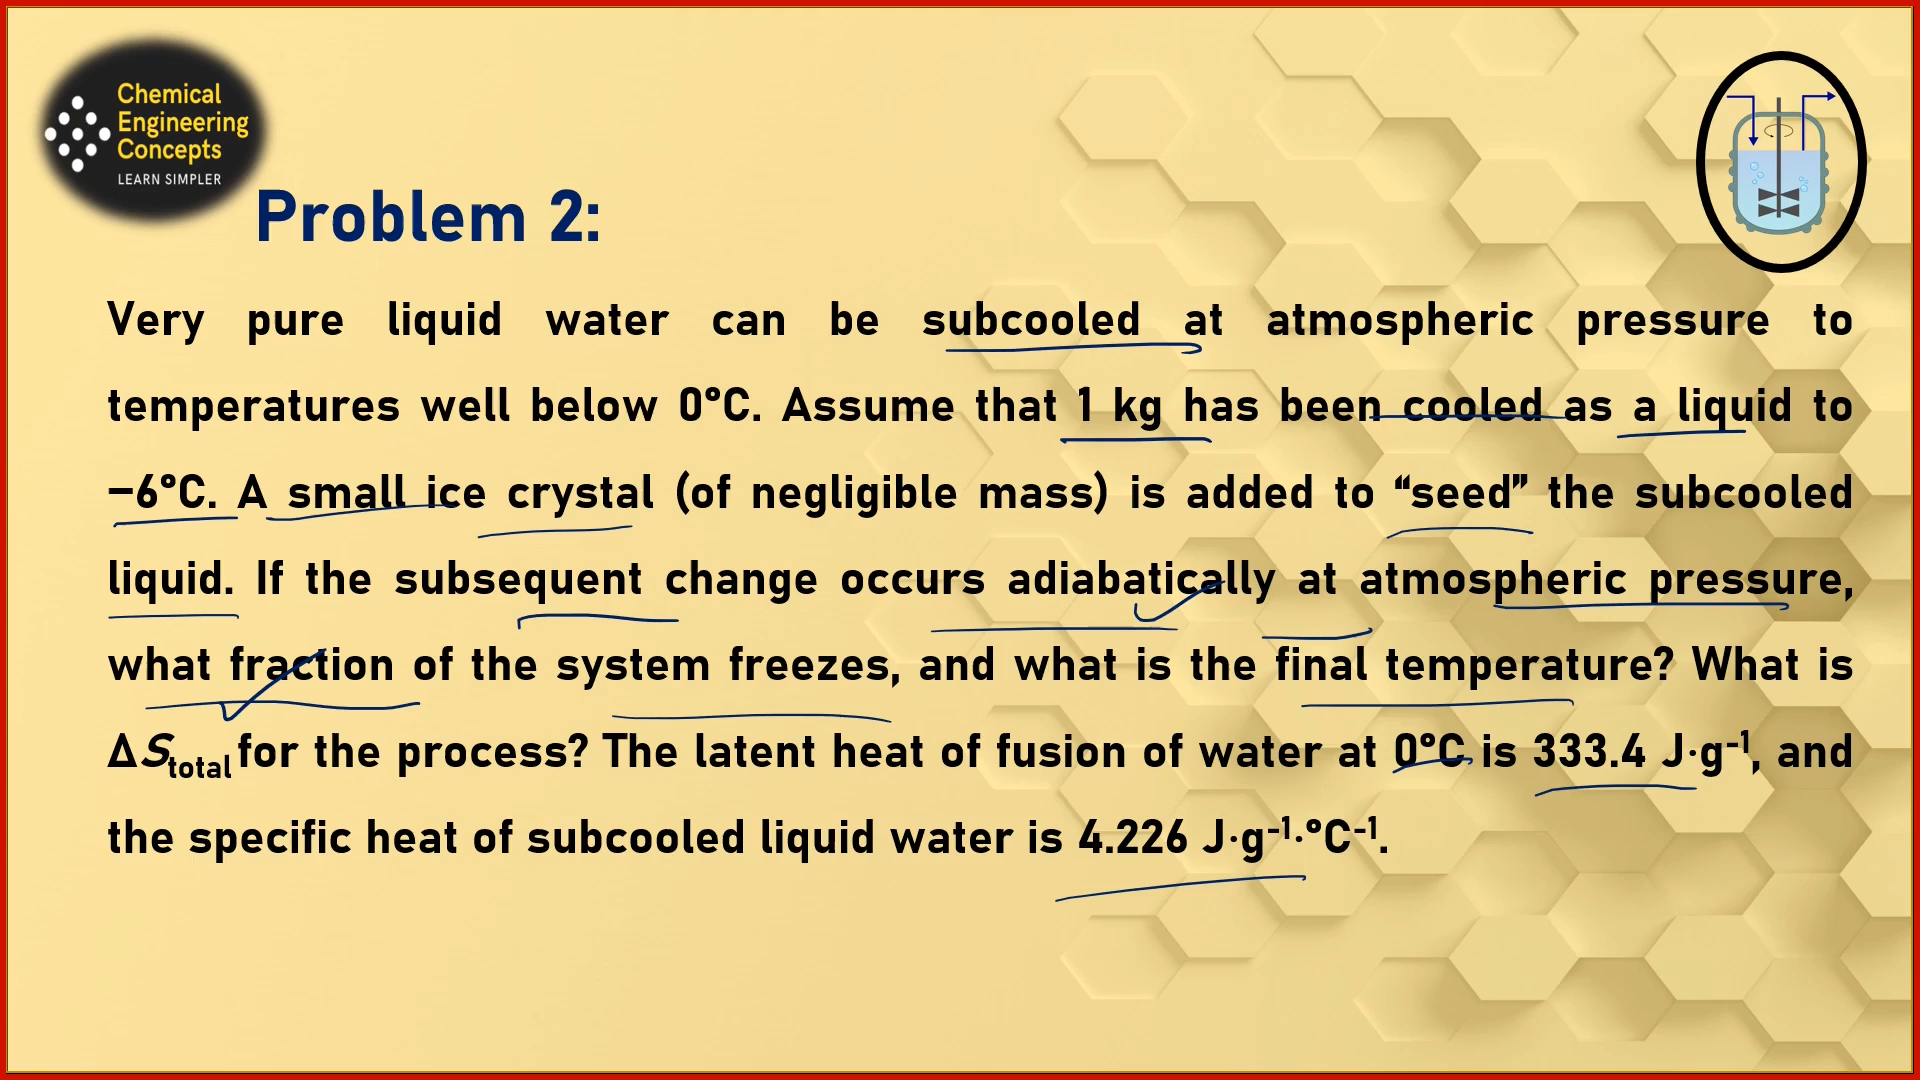 Chemical
Engineering
Concepts
LEARN SIMPLER
Problem 2:
Very pure liquid water can be subcooled at atmospheric pressure to
temperatures well below 0°C. Assume that 1 kg has been cooled as a liquid to
−6°C. A small ice crystal (of negligible mass) is added to “seed” the subcooled
liquid. If the subsequent change occurs adiabatically at atmospheric pressure,
what fraction of the system freezes, and what is the final temperature? What is
ΔS_total for the process? The latent heat of fusion of water at 0°C is 333.4 J·g⁻¹, and
the specific heat of subcooled liquid water is 4.226 J·g⁻¹·°C⁻¹.